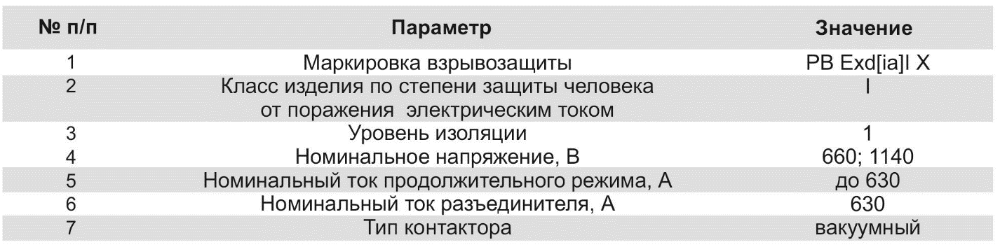 № п/п Параметр Значение
1 Маркировка взрывозащиты РВ Exd[ia]I X
2 Класс изделия по степени защиты человека I
от поражения электрическим током
3 Уровень изоляции 1
4 Номинальное напряжение, В 660; 1140
5 Номинальный ток продолжительного режима, А до 630
6 Номинальный ток разъединителя, А 630
7 Тип контактора вакуумный